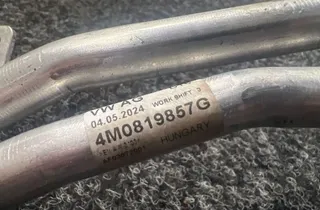 VW AG
04.05.2024 WORK SHIFT: 3
4M0819857G
HUNGARY